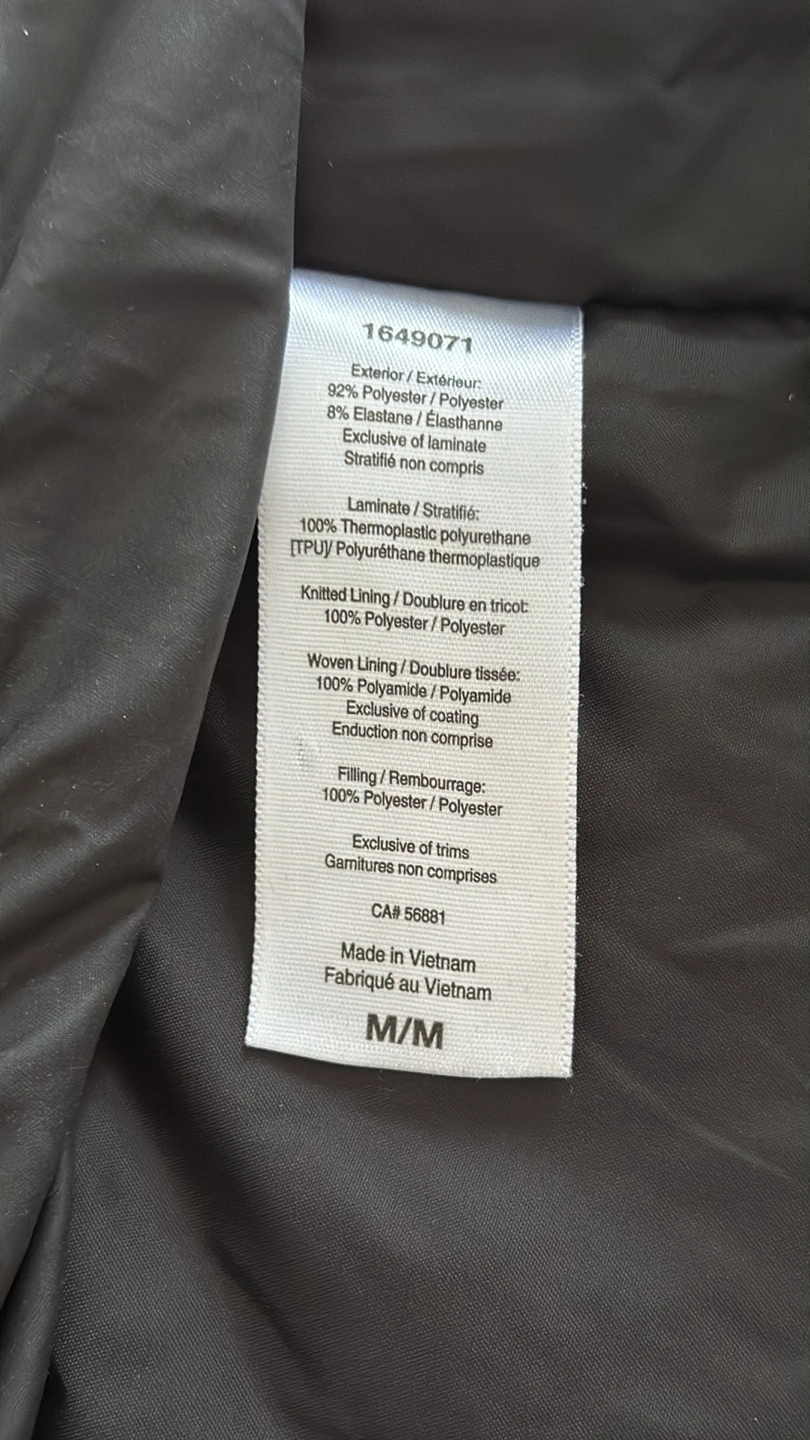 1649071
Exterior / Extérieur:
92% Polyester / Polyester
8% Elastane / Élasthanne
Exclusive of laminate
Stratifié non compris
Laminate / Stratifié:
100% Thermoplastic polyurethane
[TPU]/ Polyuréthane thermoplastique
Knitted Lining / Doublure en tricot:
100% Polyester / Polyester
Woven Lining / Doublure tissée:
100% Polyamide / Polyamide
Exclusive of coating
Enduction non comprise
Filling / Rembourrage:
100% Polyester / Polyester
Exclusive of trims
Garnitures non comprises
CA# 56881
Made in Vietnam
Fabriqué au Vietnam
M/M